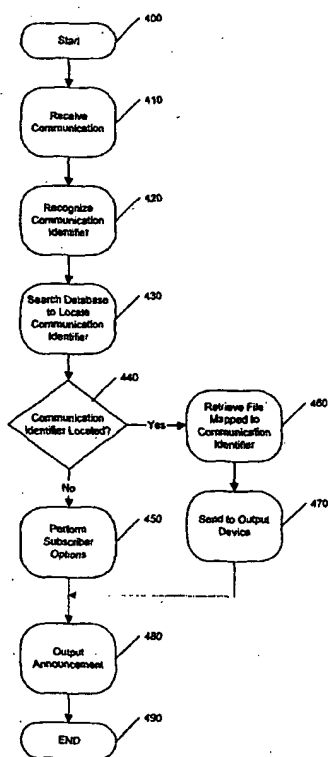 Start
400
Receive
Communication
410
Recognize
Communication
Identifier
420
Search Database
to Locate
Communication
Identifier
430
440
Communication
Identifier Located?
Yes
Retrieve File
Mapped to
Communication
Identifier
460
No
Perform
Subscriber
Options
450
Send to Output
Device
470
Output
Announcement
480
END
490